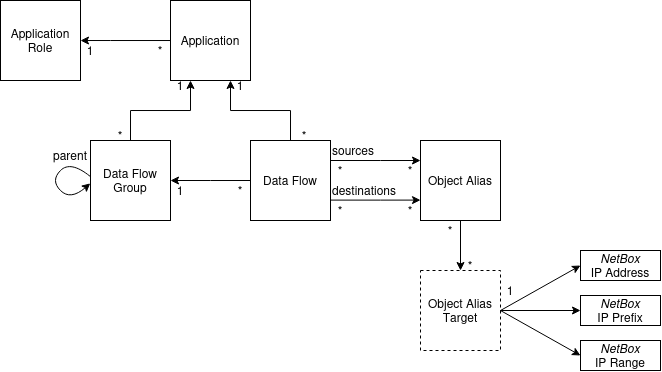 Application
Role
1
*
Application
1
1
*
*
parent
Data Flow
Group
1
*
Data Flow
sources
*
*
destinations
*
*
Object Alias
*
*
Object Alias
Target
1
NetBox
IP Address
NetBox
IP Prefix
NetBox
IP Range